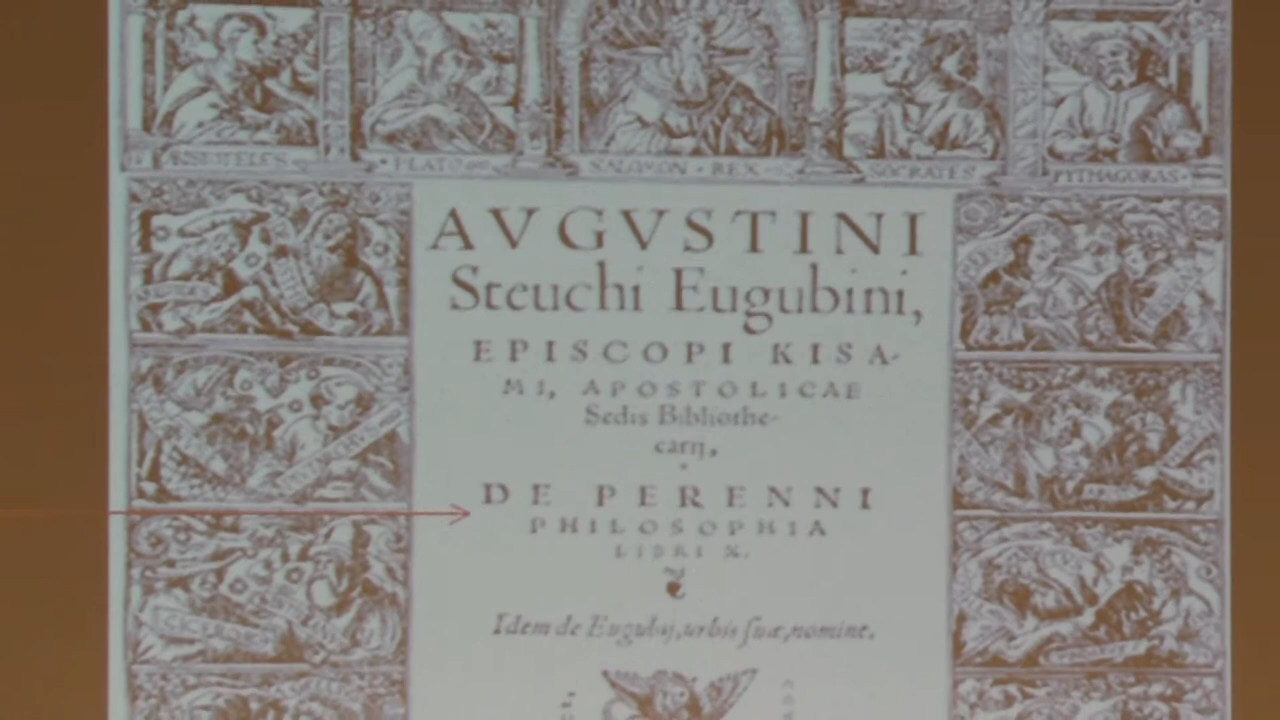 ARISTOTELES
PLATO
SALOMON · REX
SOCRATES
PYTHAGORAS
AVGVSTINI
Steuchi Eugubini,
EPISCOPI KISA-
MI, APOSTOLICAE
Sedis Bibliothe-
carij,
DE PERENNI
PHILOSOPHIA
LIBRI X.
Idem de Eugubij, urbis suæ, nomine.